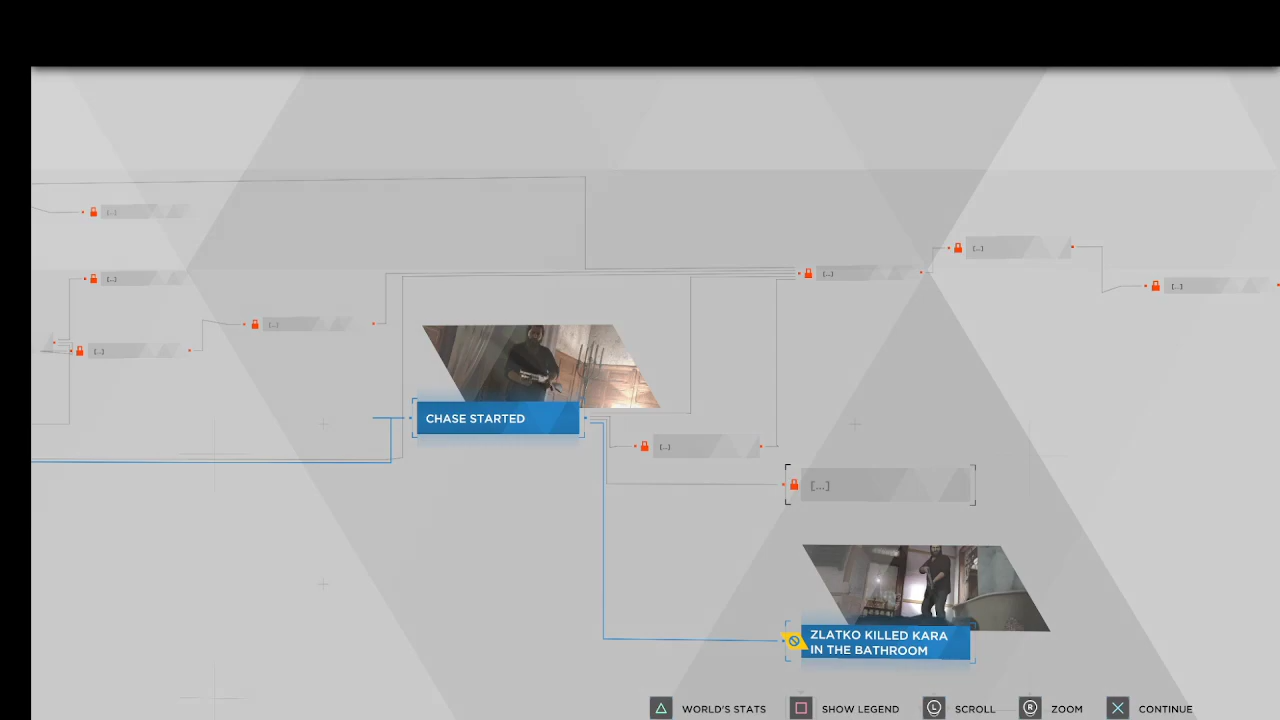 [...]
[...]
[...]
[...]
[...]
[...]
[...]
CHASE STARTED
[...]
[...]
ZLATKO KILLED KARA
IN THE BATHROOM
WORLD'S STATS
SHOW LEGEND
L
SCROLL
R
ZOOM
CONTINUE